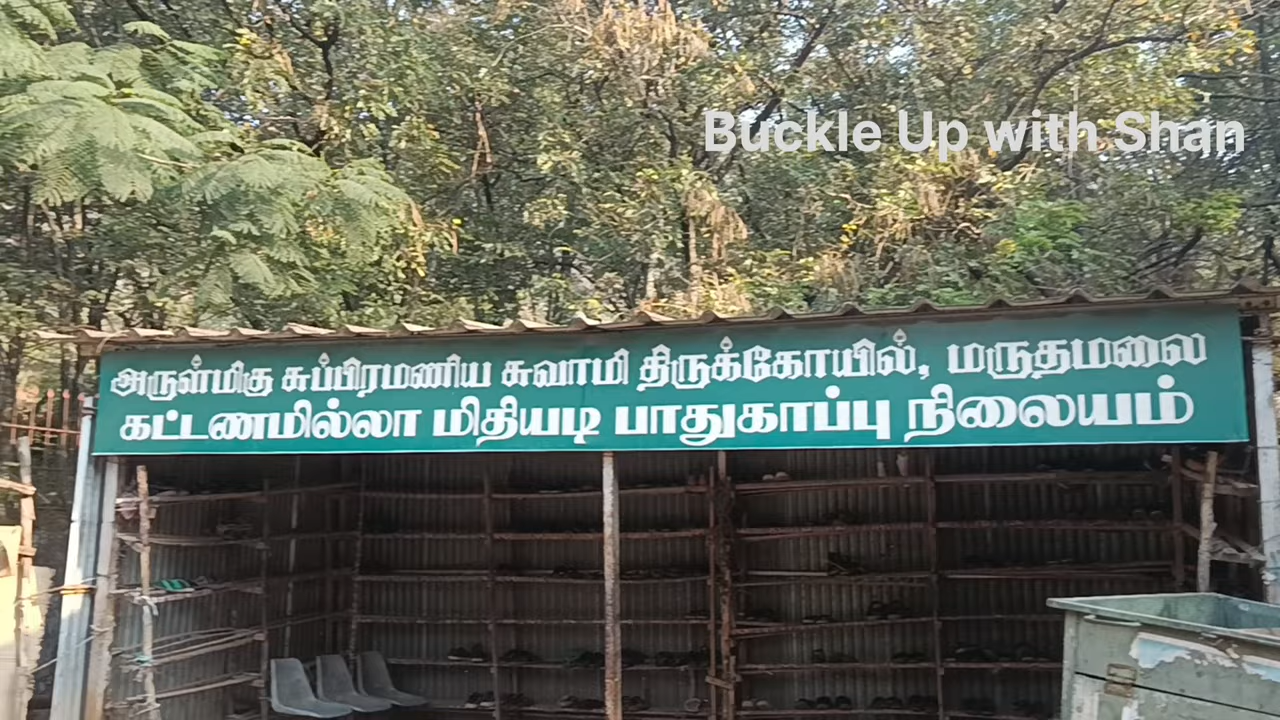 Buckle Up with Shan
அருள்மிகு சுப்பிரமணிய சுவாமி திருக்கோயில், மருதமலை
கட்டணமில்லா மிதியடி பாதுகாப்பு நிலையம்